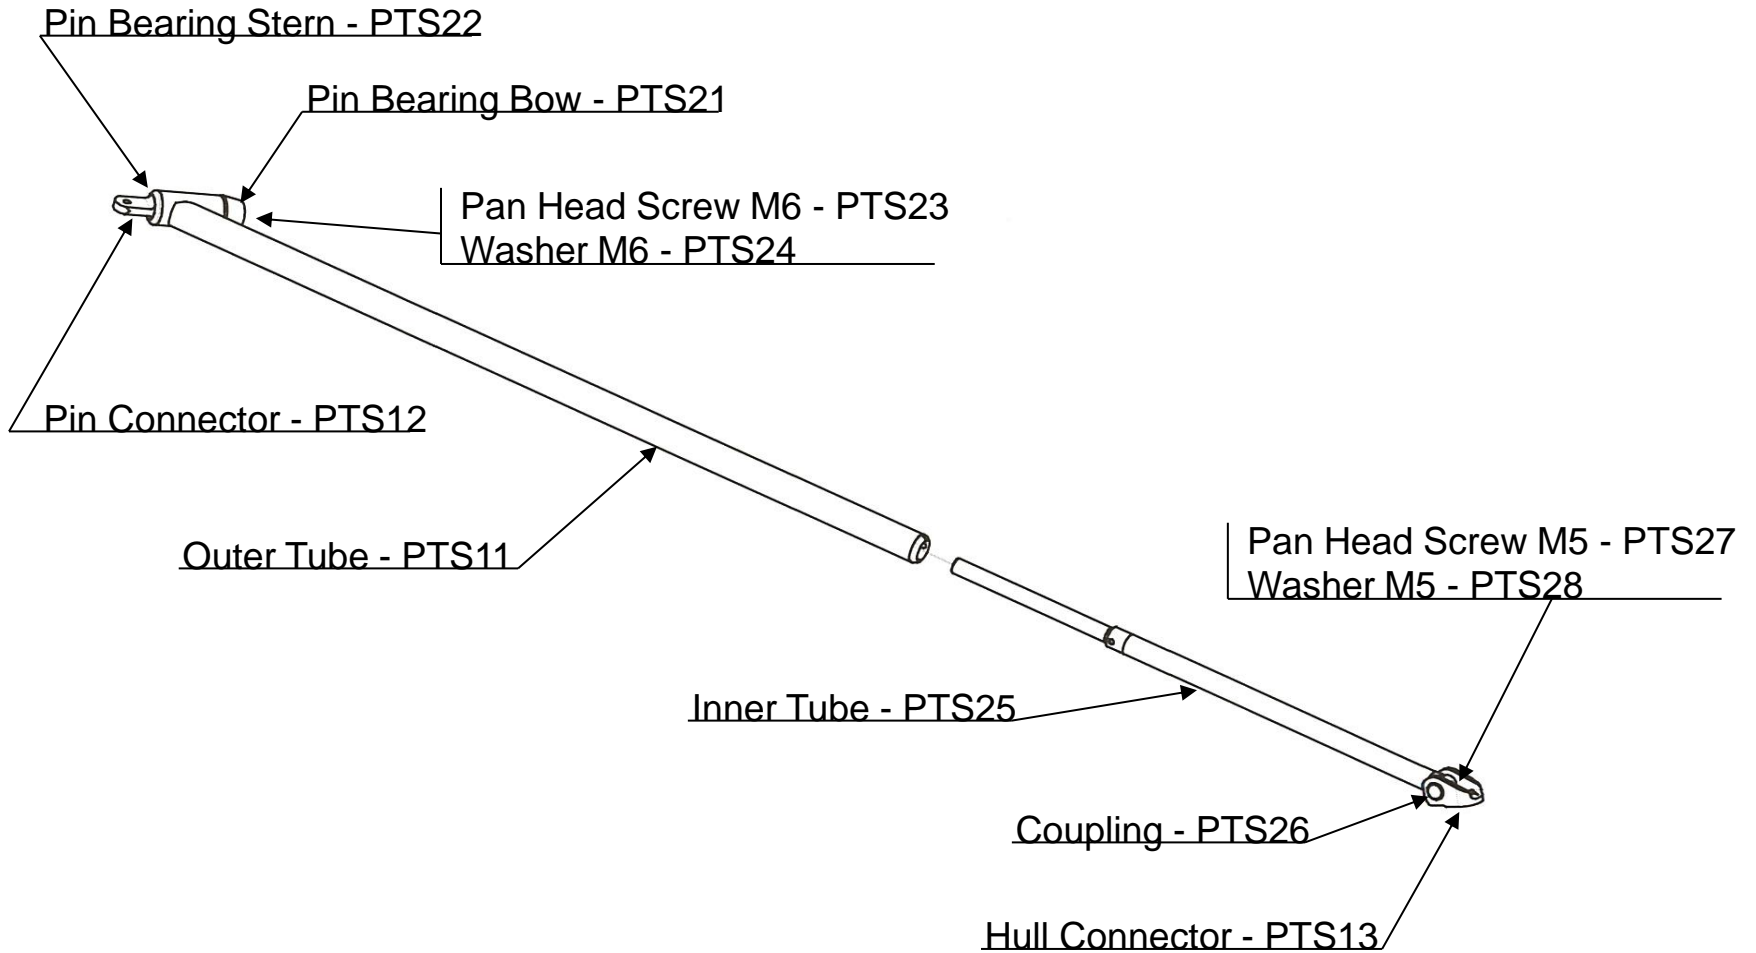 Pin Bearing Stern - PTS22
Pin Bearing Bow - PTS21
Pan Head Screw M6 - PTS23
Washer M6 - PTS24
Pin Connector - PTS12
Outer Tube - PTS11
Pan Head Screw M5 - PTS27
Washer M5 - PTS28
Inner Tube - PTS25
Coupling - PTS26
Hull Connector - PTS13